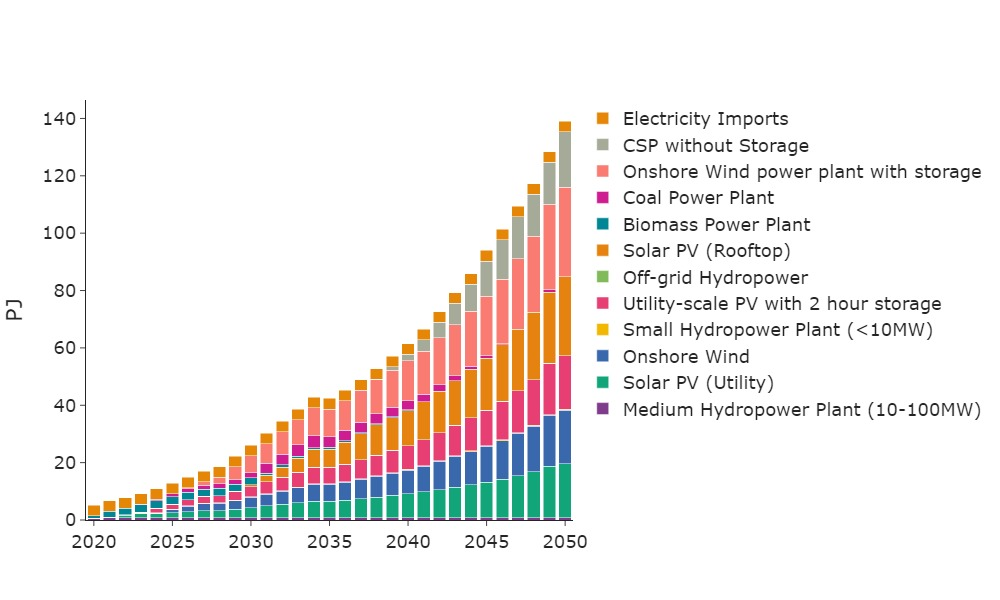 PJ
140
120
100
80
60
40
20
0
2020 2025 2030 2035 2040 2045 2050
Electricity Imports
CSP without Storage
Onshore Wind power plant with storage
Coal Power Plant
Biomass Power Plant
Solar PV (Rooftop)
Off-grid Hydropower
Utility-scale PV with 2 hour storage
Small Hydropower Plant (<10MW)
Onshore Wind
Solar PV (Utility)
Medium Hydropower Plant (10-100MW)